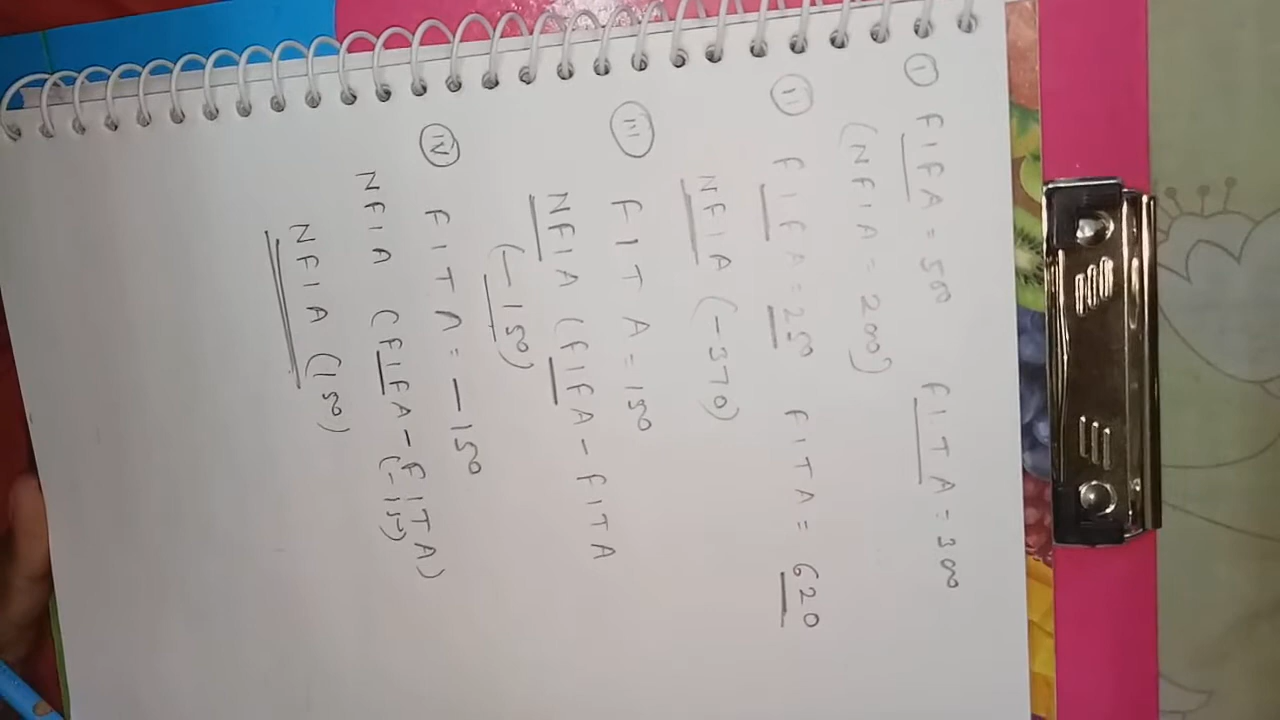 I FIFA = 500 FITA = 300
(NFIA = 200)
II FIFA = 250 FITA = 620
NFIA (-370)
III FITA = 150
NFIA (FIFA - FITA
(-150)
IV FITA = -150
NFIA (FIFA - FITA)
(-150)
NFIA (150)